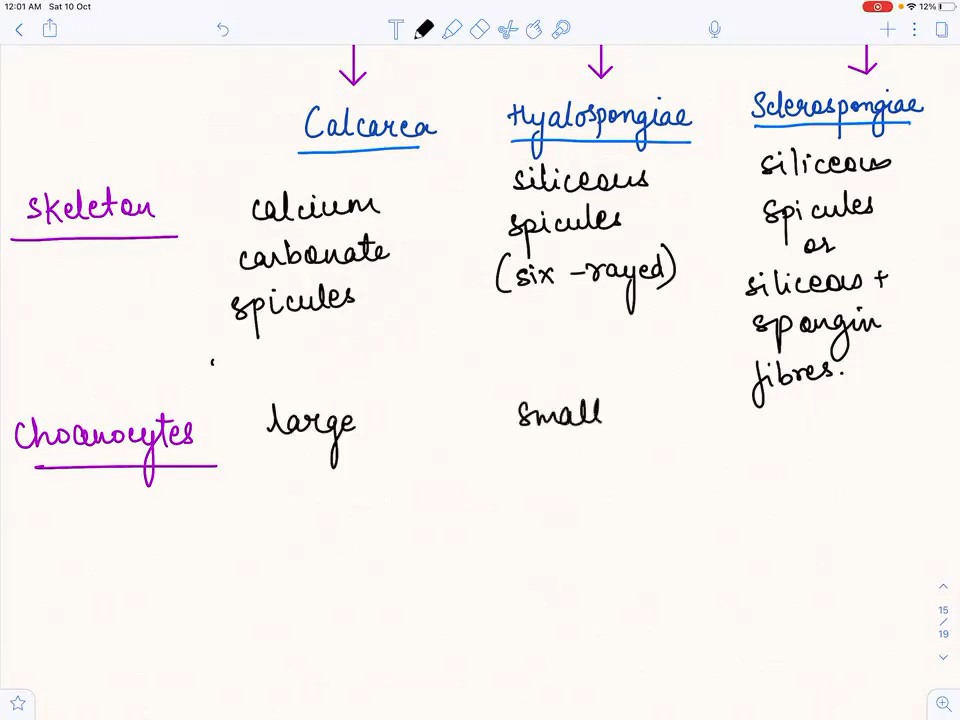 12:01 AM Sat 10 Oct
12%
T
Calcarea
Hyalospongiae
Sclerospongiae
Skeleton
calcium
carbonate
spicules
siliceous
spicules
(six-rayed)
siliceous
spicules
or
siliceous +
spongin
fibres.
Choanocytes
large
small
15
/
19